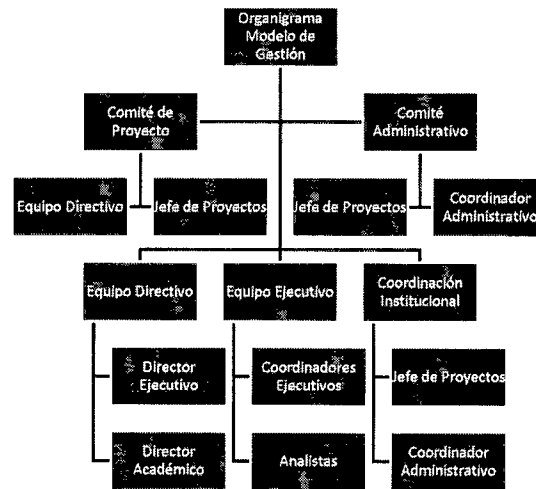 Organigrama
Modelo de
Gestión
Comité de
Proyecto
Comité
Administrativo
Equipo Directivo
Jefe de Proyectos
Jefe de Proyectos
Coordinador
Administrativo
Equipo Directivo
Equipo Ejecutivo
Coordinación
Institucional
Director
Ejecutivo
Coordinadores
Ejecutivos
Jefe de Proyectos
Director
Académico
Analistas
Coordinador
Administrativo